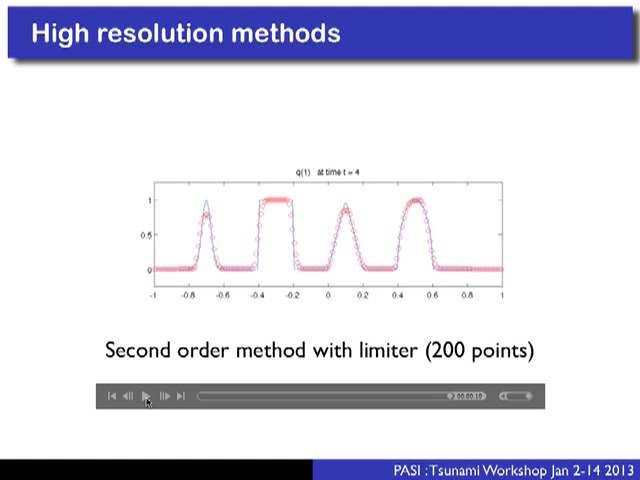 High resolution methods
q(1) at time t = 4
1
0.5
0
-1 -0.8 -0.6 -0.4 -0.2 0 0.2 0.4 0.6 0.8 1
Second order method with limiter (200 points)
00:00:10
PASI : Tsunami Workshop Jan 2-14 2013